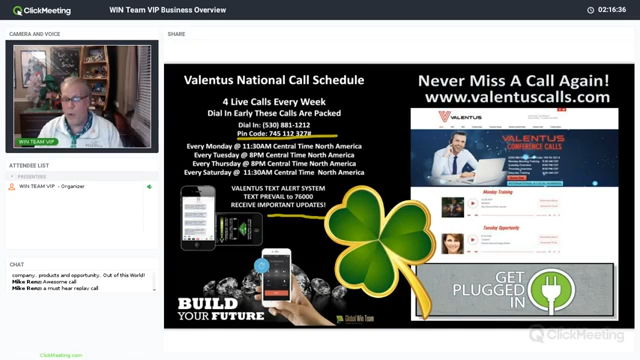 ClickMeeting
WIN Team VIP Business Overview
02:16:36
CAMERA AND VOICE
SHARE
WIN TEAM VIP
ATTENDEE LIST
PRESENTERS
WIN TEAM VIP - Organizer
CHAT
company.. products and opportunity.. Out of this World!
Mike Renz: Awesome call
Mike Renz: a must hear replay call
ClickMeeting.com
Valentus National Call Schedule
4 Live Calls Every Week
Dial In Early These Calls are Packed
Dial In: (530) 881-1212
Pin Code: 745 112 327#
Every Monday @ 11:30AM Central Time North America
Every Tuesday @ 8PM Central Time North America
Every Thursday @ 8PM Central Time North America
Every Saturday @ 11:30AM Central Time North America
VALENTUS TEXT ALERT SYSTEM
TEXT PREVAIL to 76000
RECEIVE IMPORTANT UPDATES!
BUILD
YOUR FUTURE
Global Win Team
Never Miss A Call Again!
www.valentuscalls.com
VALENTUS
VALENTUS
CONFERENCE CALLS
Monday Training
Tuesday Opportunity
GET
PLUGGED
IN
ClickMeeting